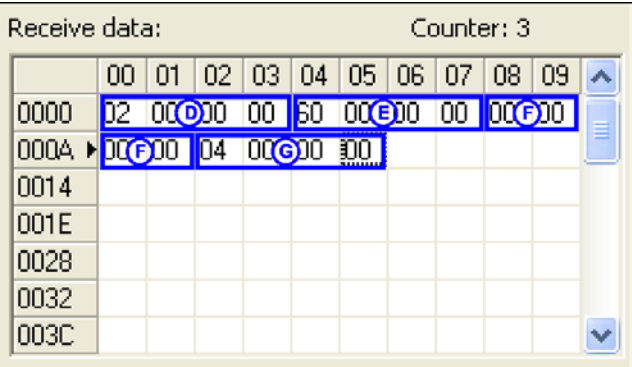 Receive data: Counter: 3
00 01 02 03 04 05 06 07 08 09
0000 02 00 D 00 00 60 00 E 00 00 00 F 00
000A 00 F 00 04 00 G 00 00
0014
001E
0028
0032
003C